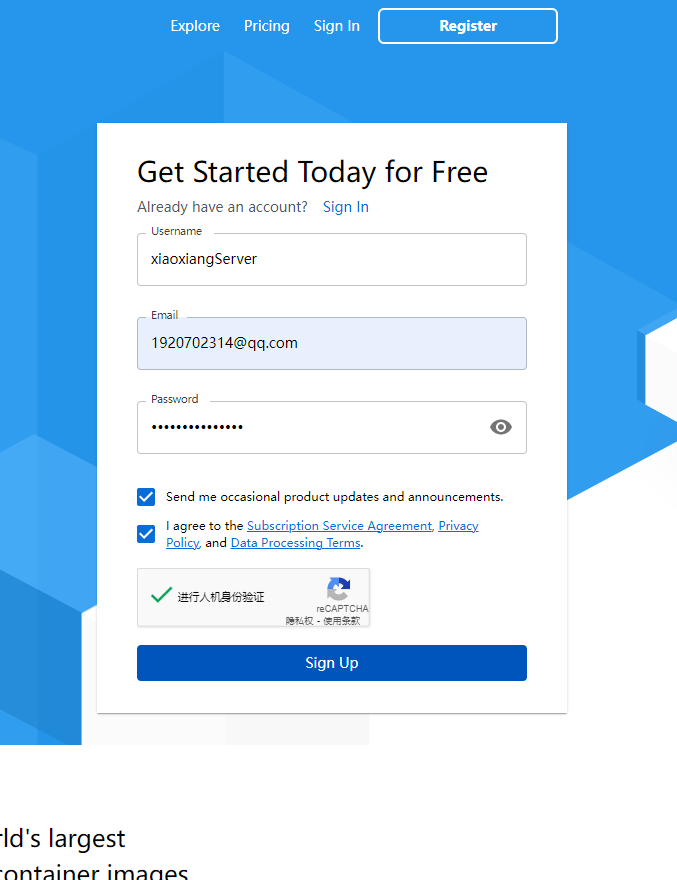 Explore Pricing Sign In Register
Get Started Today for Free
Already have an account? Sign In
Username
xiaoxiangServer
Email
1920702314@qq.com
Password
•••••••••••••••
Send me occasional product updates and announcements.
I agree to the Subscription Service Agreement, Privacy
Policy, and Data Processing Terms.
进行人机身份验证
reCAPTCHA
隐私权 - 使用条款
Sign Up
rld's largest
container images